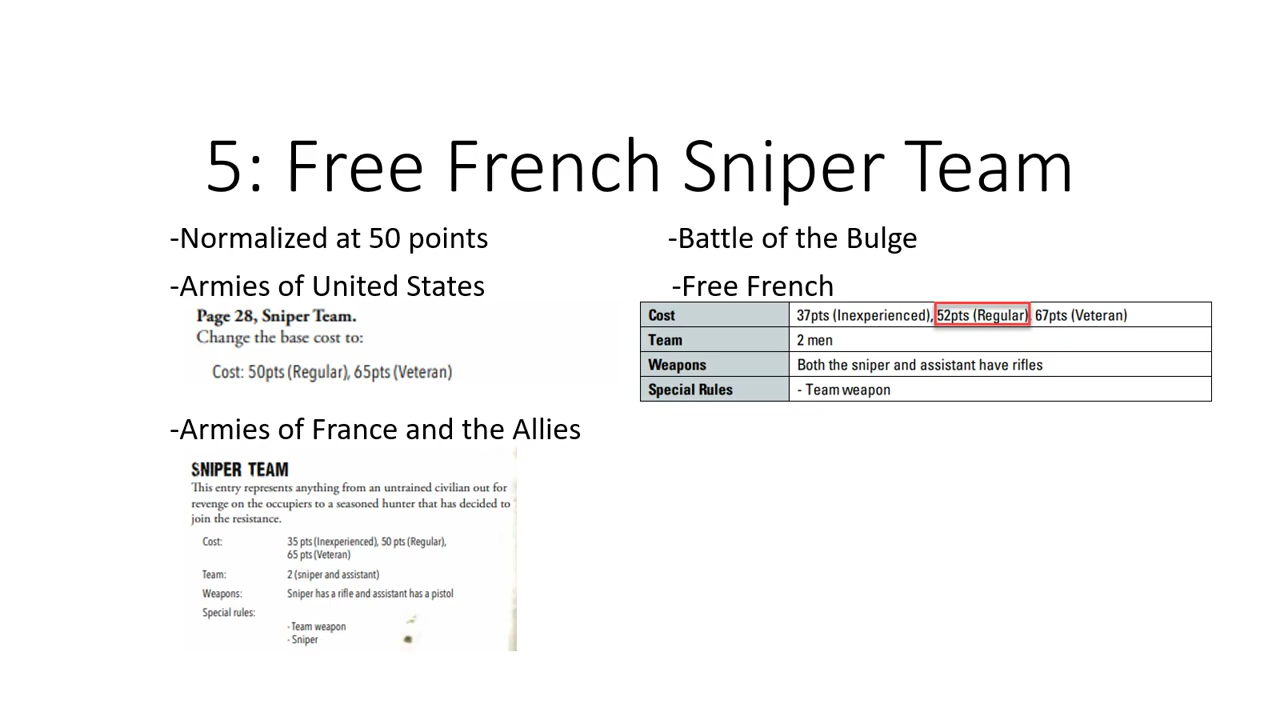 5: Free French Sniper Team
-Normalized at 50 points
-Armies of United States
Page 28, Sniper Team.
Change the base cost to:
Cost: 50pts (Regular), 65pts (Veteran)
-Armies of France and the Allies
SNIPER TEAM
This entry represents anything from an untrained civilian out for
revenge on the occupiers to a seasoned hunter that has decided to
join the resistance.
Cost: 35 pts (Inexperienced), 50 pts (Regular),
65 pts (Veteran)
Team: 2 (sniper and assistant)
Weapons: Sniper has a rifle and assistant has a pistol
Special rules:
· Team weapon
· Sniper
-Battle of the Bulge
-Free French
Cost 37pts (Inexperienced), 52pts (Regular) 67pts (Veteran)
Team 2 men
Weapons Both the sniper and assistant have rifles
Special Rules - Team weapon